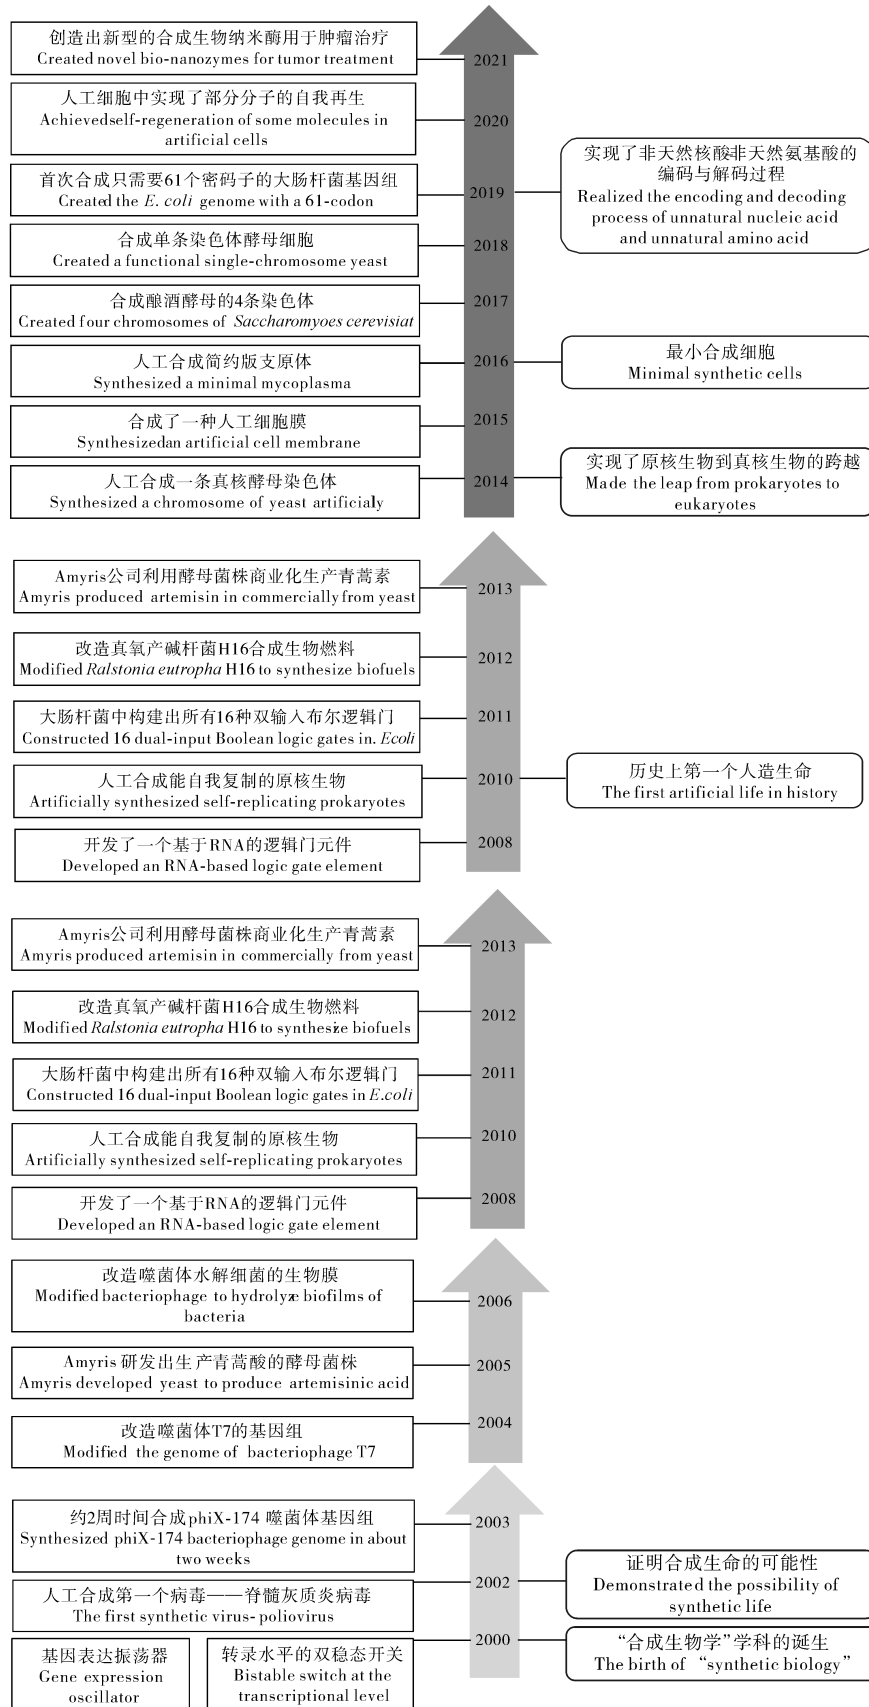 创造出新型的合成生物纳米酶用于肿瘤治疗
Created novel bio-nanozymes for tumor treatment
2021
人工细胞中实现了部分分子的自我再生
Achievedself-regeneration of some molecules in
artificial cells
2020
首次合成只需要61个密码子的大肠杆菌基因组
Created the E. coli genome with a 61-codon
2019
实现了非天然核酸非天然氨基酸的
编码与解码过程
Realized the encoding and decoding
process of unnatural nucleic acid
and unnatural amino acid
合成单条染色体酵母细胞
Created a functional single-chromosome yeast
2018
合成酿酒酵母的4条染色体
Created four chromosomes of Saccharomyoes cerevisiat
2017
人工合成简约版支原体
Synthesized a minimal mycoplasma
2016
最小合成细胞
Minimal synthetic cells
合成了一种人工细胞膜
Synthesizedan artificial cell membrane
2015
人工合成一条真核酵母染色体
Synthesized a chromosome of yeast artificially
2014
实现了原核生物到真核生物的跨越
Made the leap from prokaryotes to
eukaryotes
Amyris公司利用酵母菌株商业化生产青蒿素
Amyris produced artemisin in commercially from yeast
2013
改造真氧产碱杆菌H16合成生物燃料
Modified Ralstonia eutropha H16 to synthesize biofuels
2012
大肠杆菌中构建出所有16种双输入布尔逻辑门
Constructed 16 dual-input Boolean logic gates in. Ecoli
2011
人工合成能自我复制的原核生物
Artificially synthesized self-replicating prokaryotes
2010
历史上第一个人造生命
The first artificial life in history
开发了一个基于RNA的逻辑门元件
Developed an RNA-based logic gate element
2008
Amyris公司利用酵母菌株商业化生产青蒿素
Amyris produced artemisin in commercially from yeast
2013
改造真氧产碱杆菌H16合成生物燃料
Modified Ralstonia eutropha H16 to synthesize biofuels
2012
大肠杆菌中构建出所有16种双输入布尔逻辑门
Constructed 16 dual-input Boolean logic gates in E.coli
2011
人工合成能自我复制的原核生物
Artificially synthesized self-replicating prokaryotes
2010
开发了一个基于RNA的逻辑门元件
Developed an RNA-based logic gate element
2008
改造噬菌体水解细菌的生物膜
Modified bacteriophage to hydrolyze biofilms of
bacteria
2006
Amyris 研发出生产青蒿酸的酵母菌株
Amyris developed yeast to produce artemisinic acid
2005
改造噬菌体T7的基因组
Modified the genome of bacteriophage T7
2004
约2周时间合成phiX-174 噬菌体基因组
Synthesized phiX-174 bacteriophage genome in about
two weeks
2003
人工合成第一个病毒——脊髓灰质炎病毒
The first synthetic virus- poliovirus
2002
证明合成生命的可能性
Demonstrated the possibility of
synthetic life
基因表达振荡器
Gene expression
oscillator
转录水平的双稳态开关
Bistable switch at the
transcriptional level
2000
“合成生物学”学科的诞生
The birth of “synthetic biology”